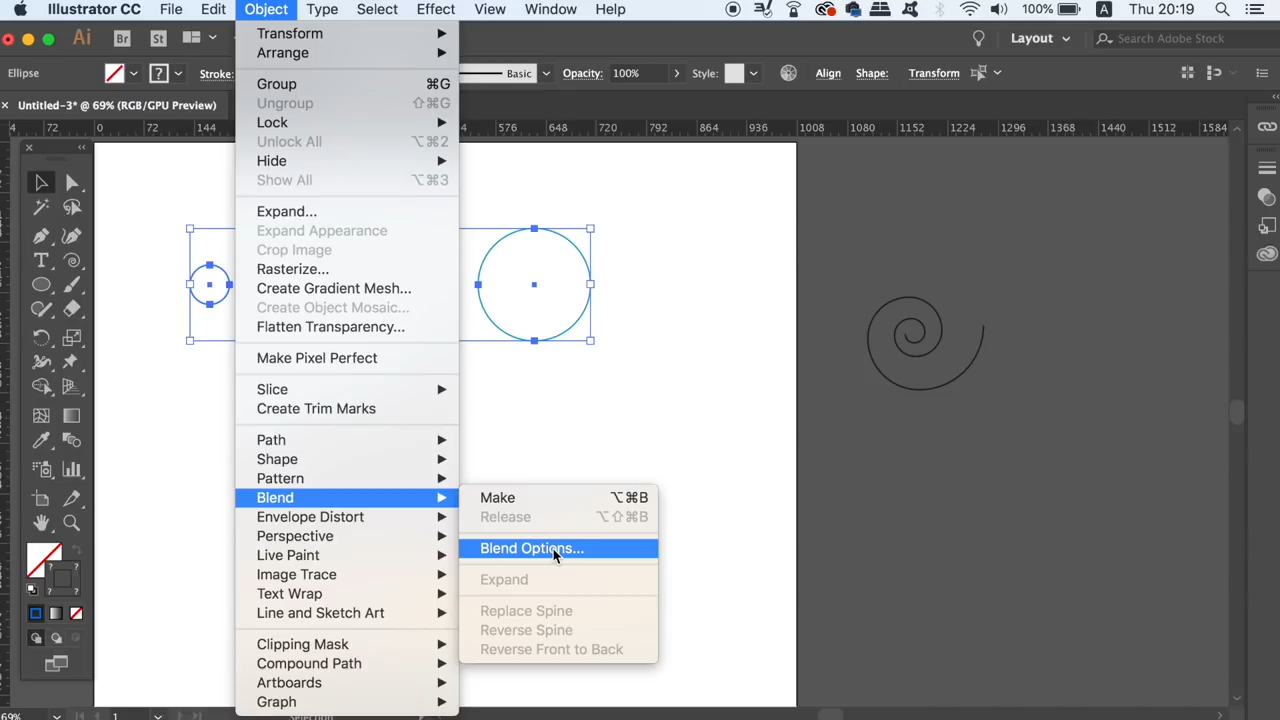 Illustrator CC File Edit Object Type Select Effect View Window Help 100% A Thu 20:19
Ai Br St Layout Search Adobe Stock
Ellipse ? Stroke: Basic Opacity: 100% Style: Align Shape: Transform
Untitled-3* @ 69% (RGB/GPU Preview)
4 72 0 72 144 4 576 648 720 792 864 936 1008 1080 1152 1224 1296 1368 1440 1512 1584
Transform
Arrange
Group ⌘G
Ungroup ⇧⌘G
Lock
Unlock All ⌥⌘2
Hide
Show All ⌥⌘3
Expand...
Expand Appearance
Crop Image
Rasterize...
Create Gradient Mesh...
Create Object Mosaic...
Flatten Transparency...
Make Pixel Perfect
Slice
Create Trim Marks
Path
Shape
Pattern
Blend
Envelope Distort
Perspective
Live Paint
Image Trace
Text Wrap
Line and Sketch Art
Clipping Mask
Compound Path
Artboards
Graph
Make ⌥⌘B
Release ⌥⇧⌘B
Blend Options...
Expand
Replace Spine
Reverse Spine
Reverse Front to Back
T
? ?
? ?
69% 1 Selection